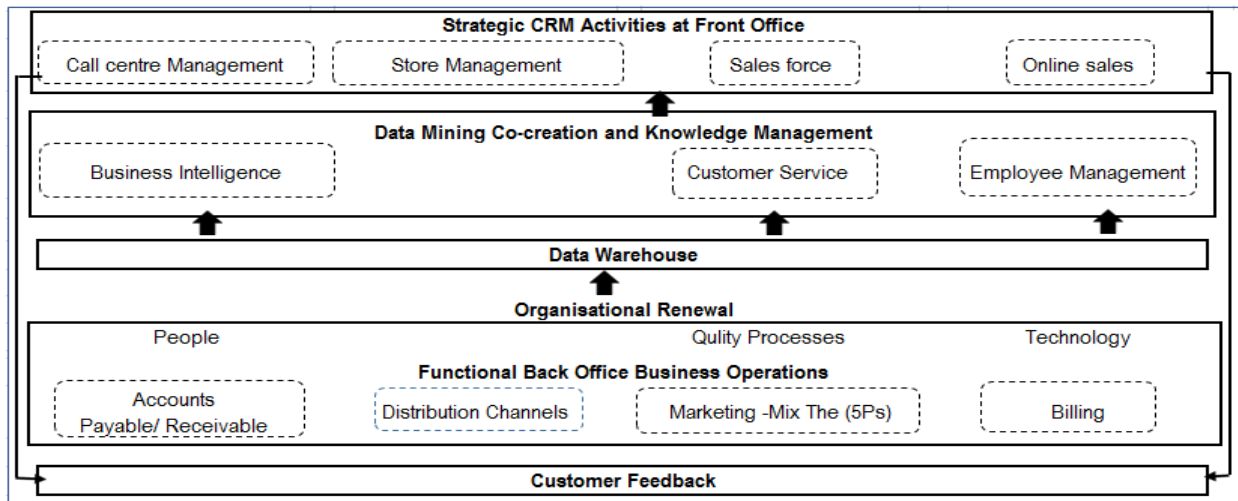 Strategic CRM Activities at Front Office
Call centre Management
Store Management
Sales force
Online sales
Data Mining Co-creation and Knowledge Management
Business Intelligence
Customer Service
Employee Management
Data Warehouse
Organisational Renewal
People
Qulity Processes
Technology
Functional Back Office Business Operations
Accounts
Payable/ Receivable
Distribution Channels
Marketing -Mix The (5Ps)
Billing
Customer Feedback